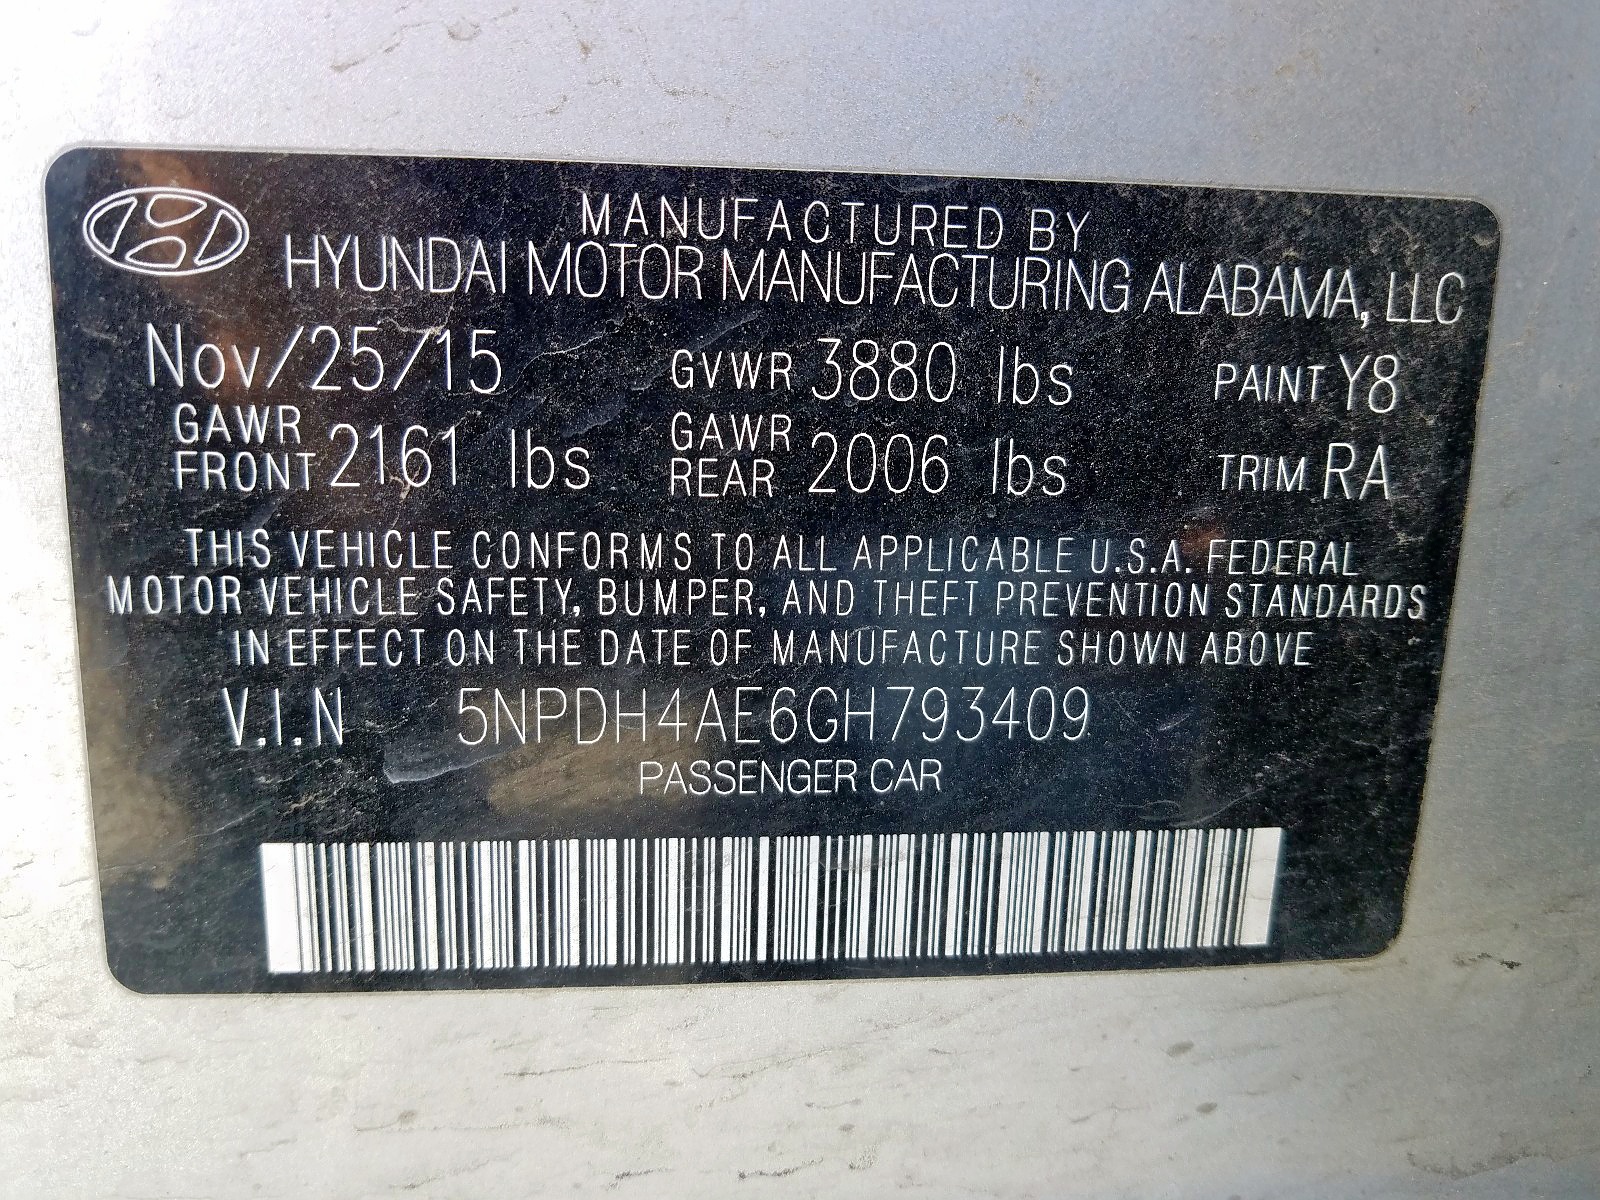 MANUFACTURED BY
HYUNDAI MOTOR MANUFACTURING ALABAMA, LLC
Nov/25/15 GVWR 3880 lbs PAINT Y8
GAWR FRONT 2161 lbs GAWR REAR 2006 lbs TRIM RA
THIS VEHICLE CONFORMS TO ALL APPLICABLE U.S.A. FEDERAL
MOTOR VEHICLE SAFETY, BUMPER, AND THEFT PREVENTION STANDARDS
IN EFFECT ON THE DATE OF MANUFACTURE SHOWN ABOVE
V.I.N 5NPDH4AE6GH793409
PASSENGER CAR